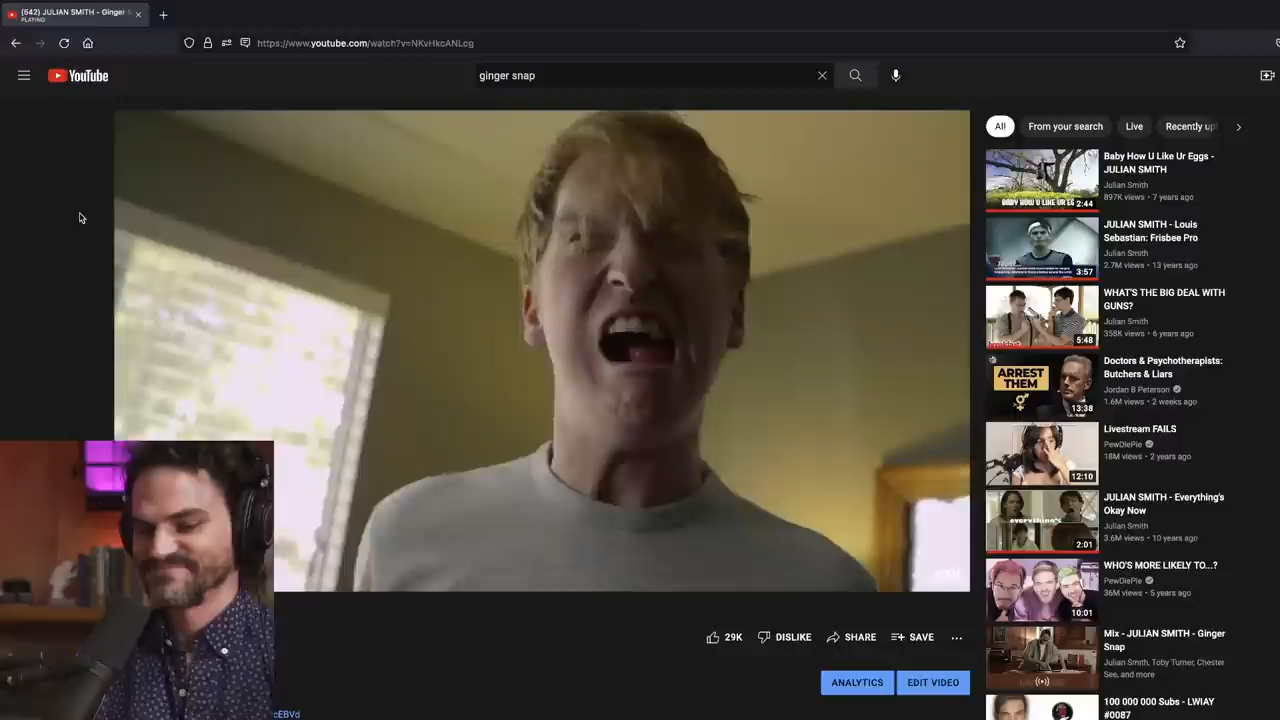 (542) JULIAN SMITH - Ginger S
PLAYING
https://www.youtube.com/watch?v=NKvHkcANLcg
YouTube
ginger snap
All
From your search
Live
Recently up
Baby How U Like Ur Eggs -
JULIAN SMITH
Julian Smith
897K views • 7 years ago
BABY HOW U LIKE UR EG
2:44
JULIAN SMITH - Louis
Sebastian: Frisbee Pro
Julian Smith
2.7M views • 13 years ago
3:57
WHAT'S THE BIG DEAL WITH
GUNS?
Julian Smith
358K views • 6 years ago
breakfast
5:48
Doctors & Psychotherapists:
Butchers & Liars
Jordan B Peterson
1.6M views • 2 weeks ago
ARREST
THEM
13:38
Livestream FAILS
PewDiePie
18M views • 2 years ago
12:10
JULIAN SMITH - Everything's
Okay Now
Julian Smith
3.6M views • 10 years ago
everything's
2:01
WHO'S MORE LIKELY TO...?
PewDiePie
36M views • 5 years ago
10:01
Mix - JULIAN SMITH - Ginger
Snap
Julian Smith, Toby Turner, Chester
See, and more
100 000 000 Subs - LWIAY
#0087
29K
DISLIKE
SHARE
SAVE
ANALYTICS
EDIT VIDEO
cEBVd